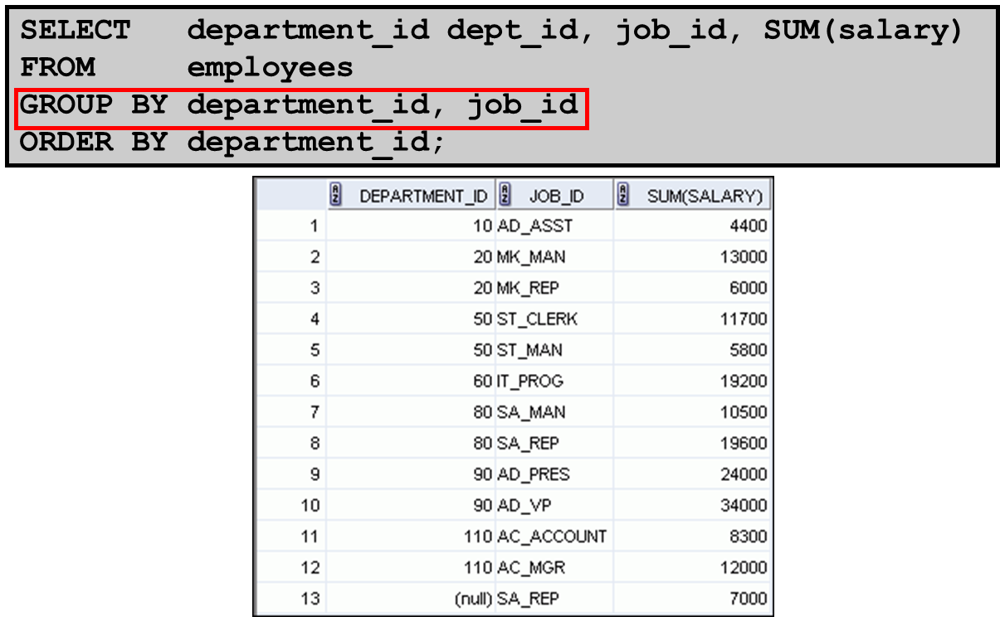 SELECT department_id dept_id, job_id, SUM(salary)
FROM employees
GROUP BY department_id, job_id
ORDER BY department_id;
DEPARTMENT_ID JOB_ID SUM(SALARY)
1 10 AD_ASST 4400
2 20 MK_MAN 13000
3 20 MK_REP 6000
4 50 ST_CLERK 11700
5 50 ST_MAN 5800
6 60 IT_PROG 19200
7 80 SA_MAN 10500
8 80 SA_REP 19600
9 90 AD_PRES 24000
10 90 AD_VP 34000
11 110 AC_ACCOUNT 8300
12 110 AC_MGR 12000
13 (null) SA_REP 7000